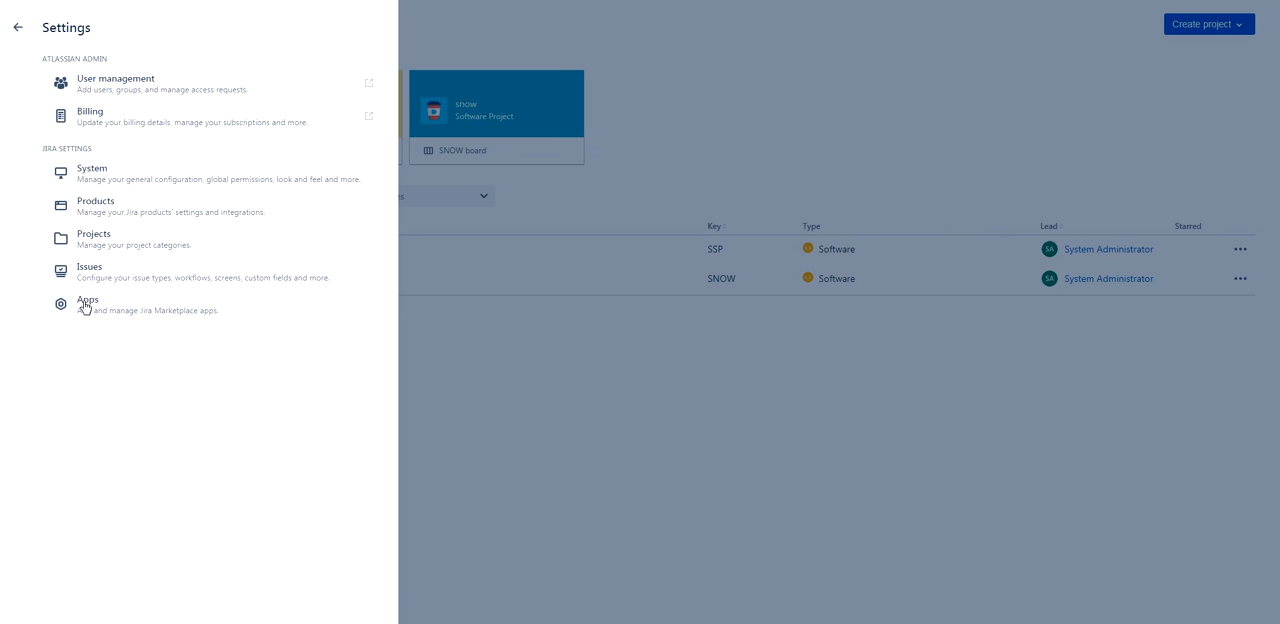 Settings
ATLASSIAN ADMIN
User management
Add users, groups, and manage access requests.
Billing
Update your billing details, manage your subscriptions and more.
JIRA SETTINGS
System
Manage your general configuration, global permissions, look and feel and more.
Products
Manage your Jira products' settings and integrations.
Projects
Manage your project categories.
Issues
Configure your issue types, workflows, screens, custom fields and more.
Apps
and manage Jira Marketplace apps.
Create project
snow
Software Project
SNOW board
Key
Type
Lead
Starred
SSP
Software
SA
System Administrator
SNOW
Software
SA
System Administrator